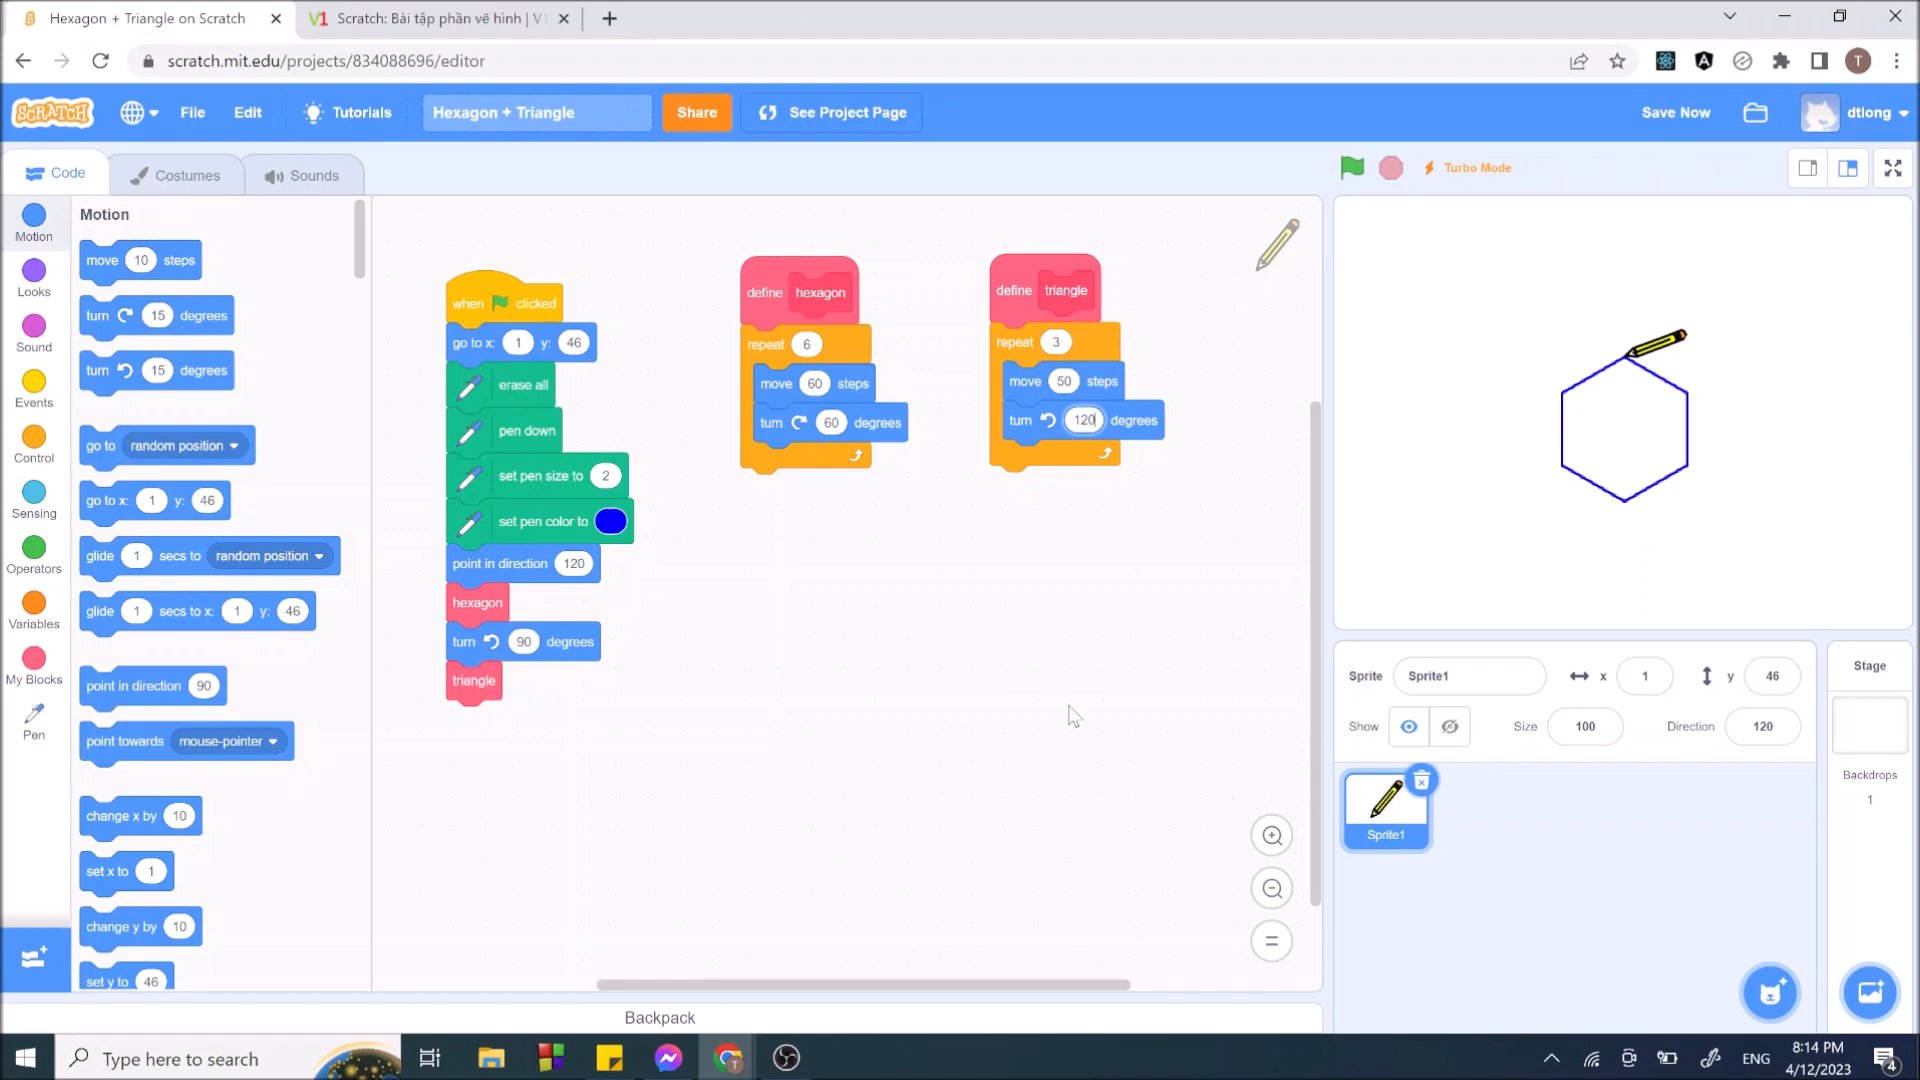 Hexagon + Triangle on Scratch
V1 Scratch: Bài tập phần vẽ hình | V
scratch.mit.edu/projects/834088696/editor
T
SCRATCH
File
Edit
Tutorials
Hexagon + Triangle
Share
See Project Page
Save Now
dtlong
Code
Costumes
Sounds
Turbo Mode
Motion
Looks
Sound
Events
Control
Sensing
Operators
Variables
My Blocks
Pen
Motion
move 10 steps
turn 15 degrees
turn 15 degrees
go to random position
go to x: 1 y: 46
glide 1 secs to random position
glide 1 secs to x: 1 y: 46
point in direction 90
point towards mouse-pointer
change x by 10
set x to 1
change y by 10
set y to 46
when clicked
go to x: 1 y: 46
erase all
pen down
set pen size to 2
set pen color to
point in direction 120
hexagon
turn 90 degrees
triangle
define hexagon
repeat 6
move 60 steps
turn 60 degrees
define triangle
repeat 3
move 50 steps
turn 120 degrees
Sprite Sprite1
x 1
y 46
Show
Size 100
Direction 120
Sprite1
Stage
Backdrops
1
Backpack
Type here to search
T
ENG
8:14 PM
4/12/2023
4